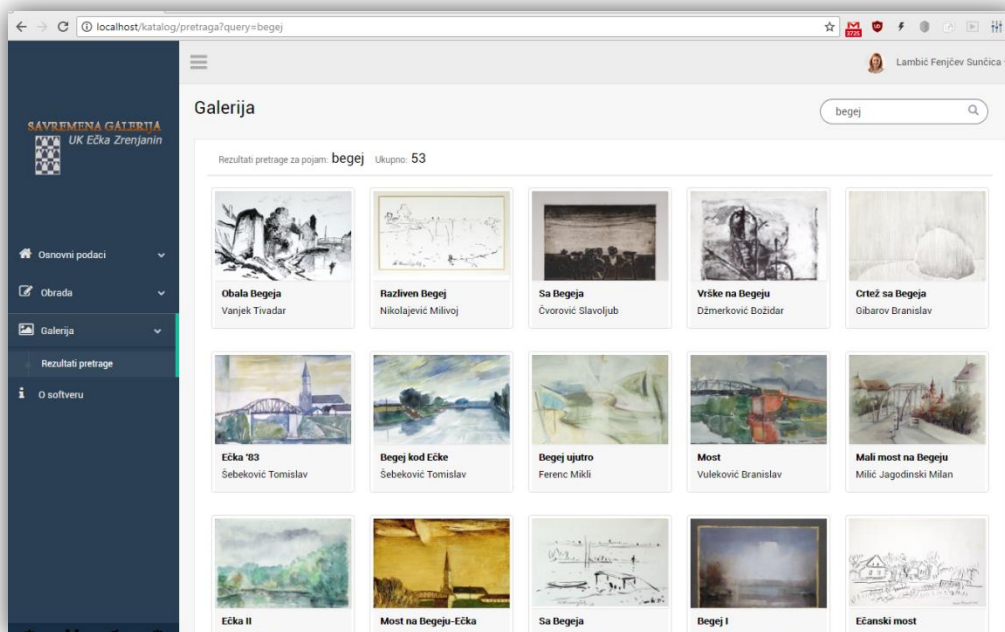 localhost/katalog/pretraga?query=begej
3725
Lambić Fenjčev Sunčica
SAVREMENA GALERIJA
UK Ečka Zrenjanin
Osnovni podaci
Obrada
Galerija
Rezultati pretrage
O softveru
Galerija
begej
Rezultati pretrage za pojam: begej Ukupno: 53
Obala Begeja
Vanjek Tivadar
Razliven Begej
Nikolajević Milivoj
Sa Begeja
Čvorović Slavoljub
Vrške na Begeju
Džmerković Božidar
Crtež sa Begeja
Gibarov Branislav
Ečka '83
Šebeković Tomislav
Begej kod Ečke
Šebeković Tomislav
Begej ujutro
Ferenc Mikli
Most
Vuleković Branislav
Mali most na Begeju
Milić Jagodinski Milan
Ečka II
Most na Begeju-Ečka
Sa Begeja
Begej I
Ečanski most